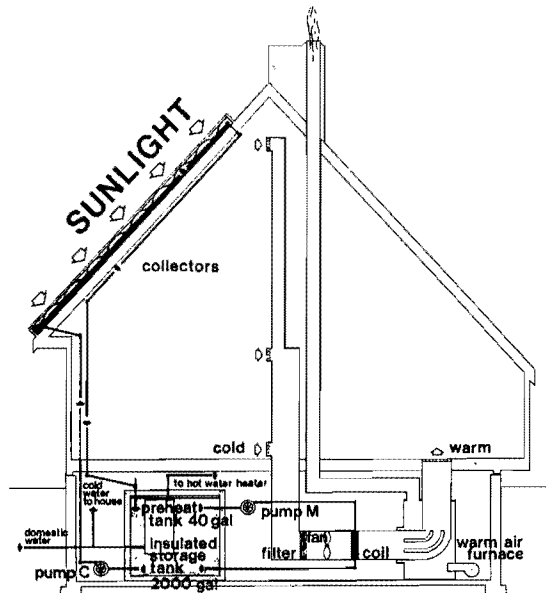 SUNLIGHT
collectors
cold
warm
cold
water
to house
to hot water heater
preheat
tank 40 gal
pump M
domestic
water
insulated
storage
tank
2000 gal
pump C
fan
filter
coil
warm air
furnace